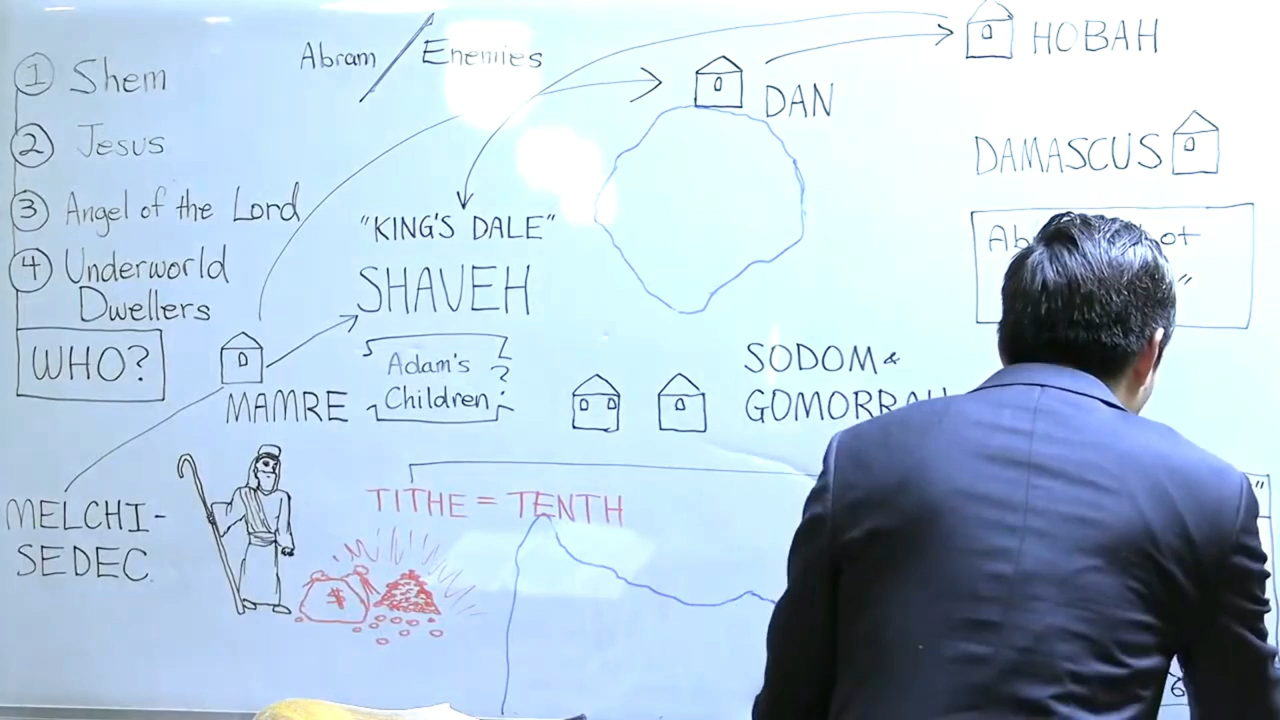 1 Shem
2 Jesus
3 Angel of the Lord
4 Underworld
Dwellers
WHO?
Abram / Enemies
HOBAH
DAN
DAMASCUS
"KING'S DALE"
SHAVEH
Adam's
Children ?
MAMRE
SODOM &
GOMORRAH
MELCHI-
SEDEC
TITHE = TENTH
$